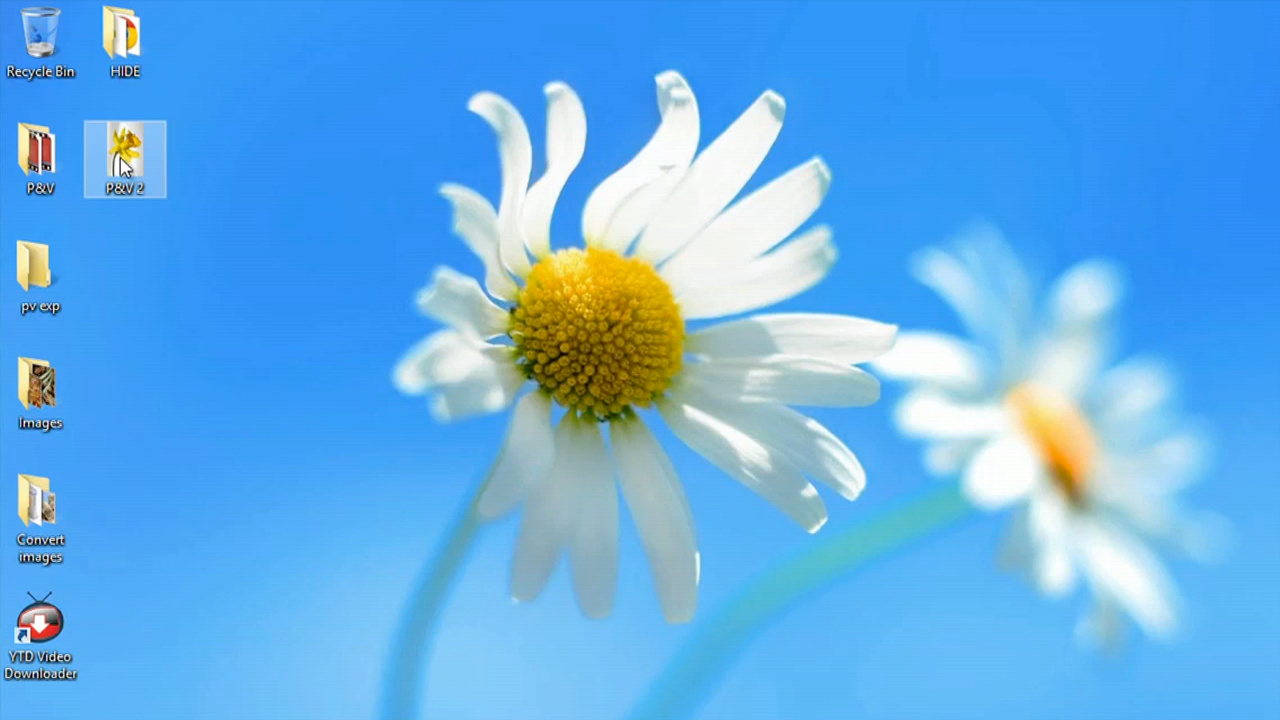 Recycle Bin
HIDE
P&V
P&V 2
pv exp
Images
Convert
images
YTD Video
Downloader